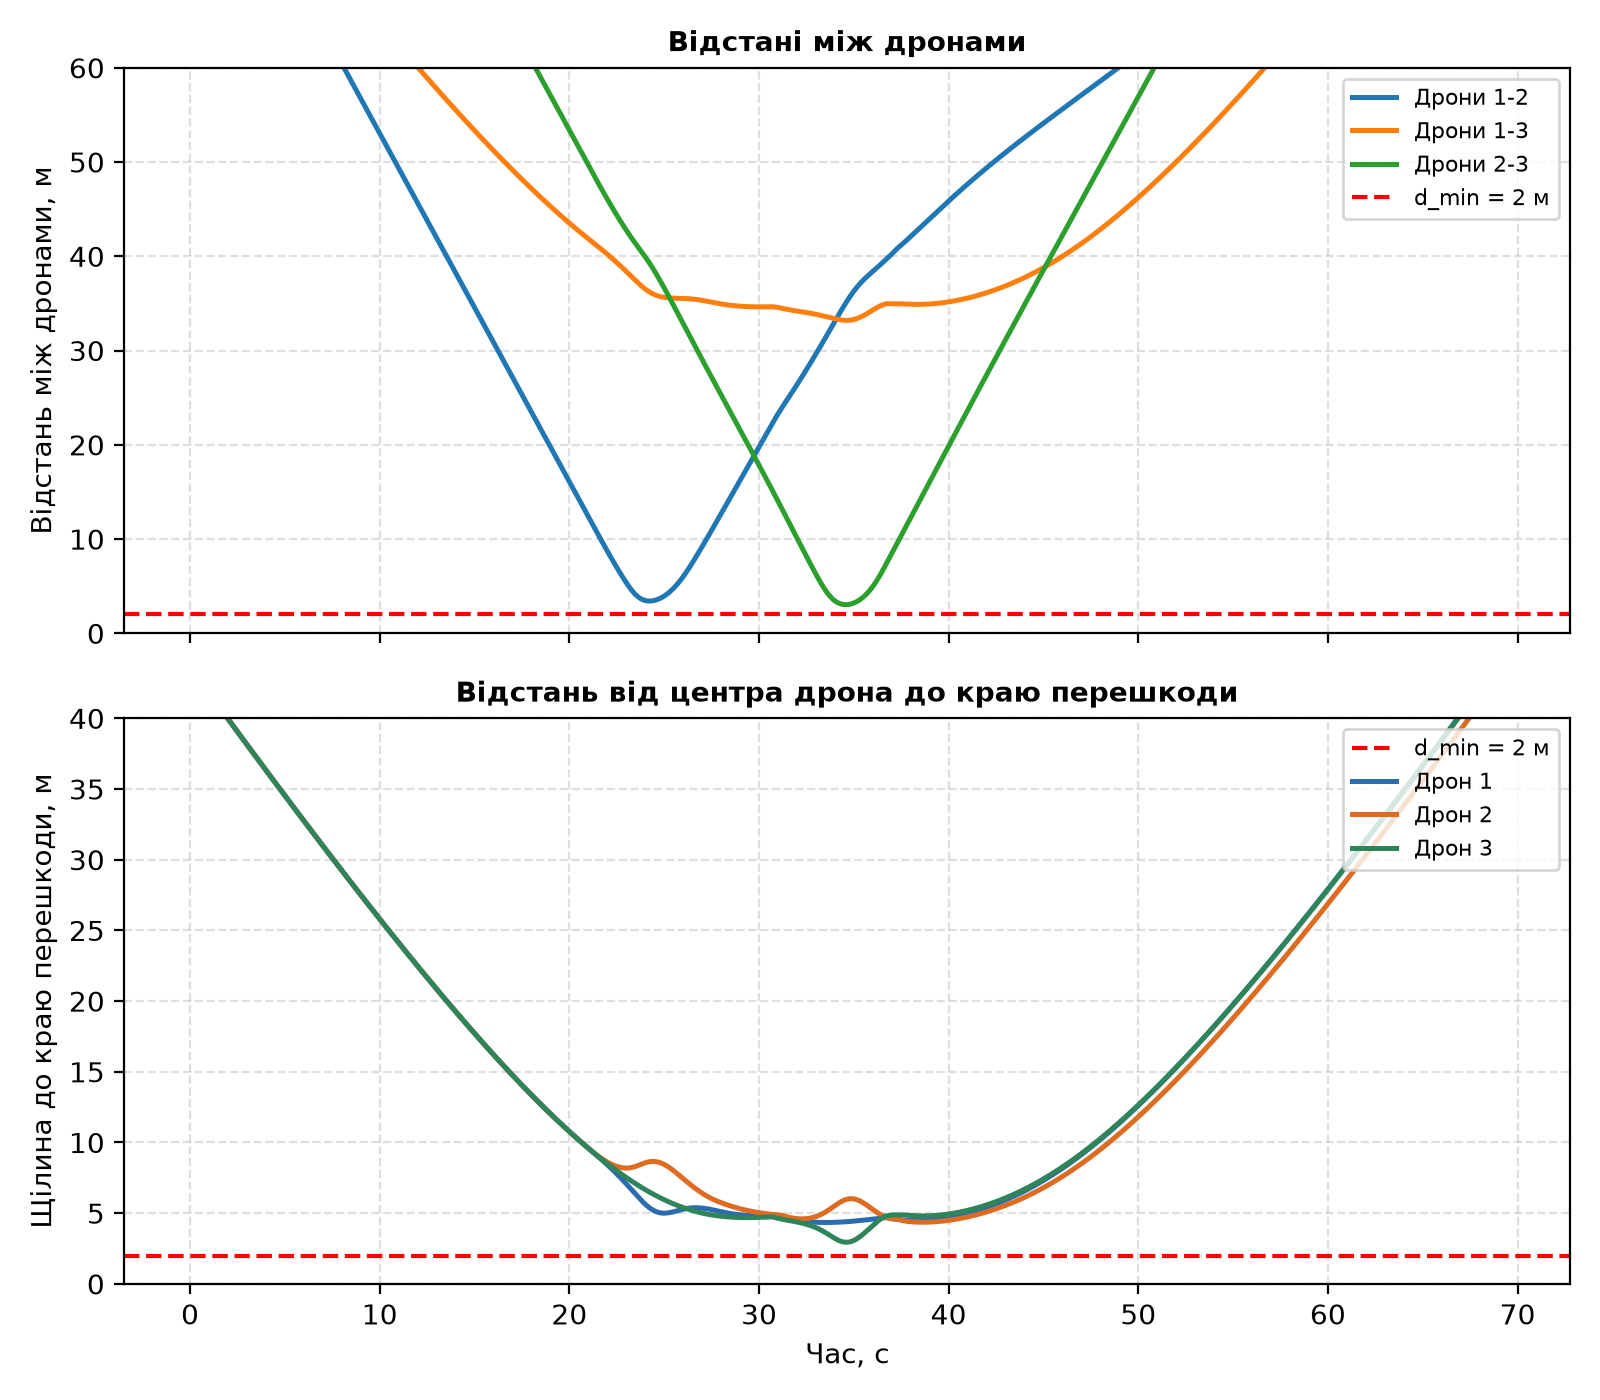 Відстані між дронами
60
50
40
30
20
10
0
Відстань між дронами, м
Дрони 1-2
Дрони 1-3
Дрони 2-3
d_min = 2 м
Відстань від центра дрона до краю перешкоди
40
35
30
25
20
15
10
5
0
Щілина до краю перешкоди, м
d_min = 2 м
Дрон 1
Дрон 2
Дрон 3
0 10 20 30 40 50 60 70
Час, с